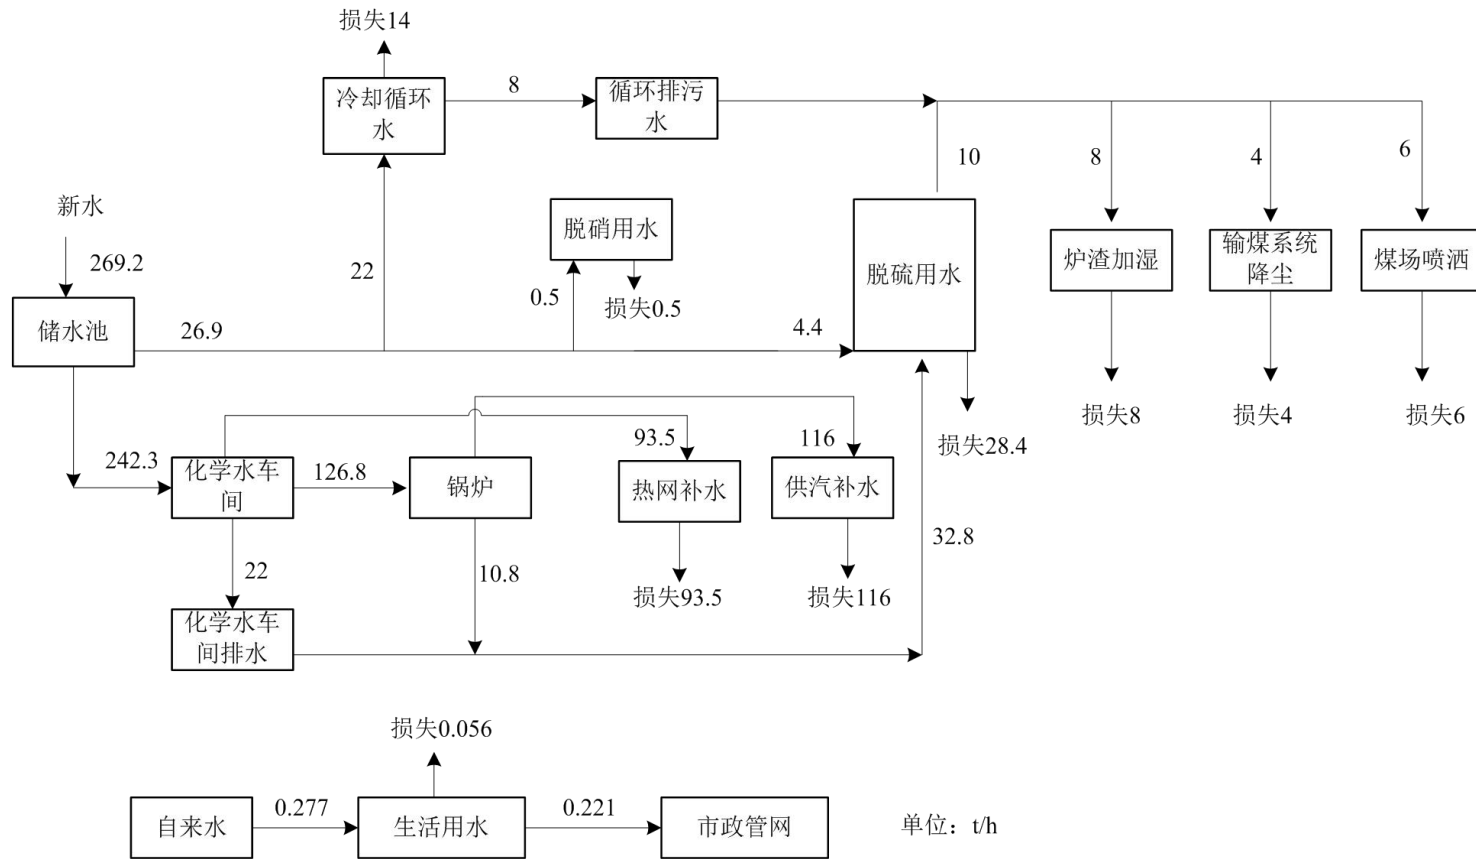 损失14
冷却循环
水
8
循环排污
水
10
8
4
6
新水
269.2
储水池
26.9
22
脱硝用水
0.5
损失0.5
4.4
脱硫用水
炉渣加湿
输煤系统
降尘
煤场喷洒
损失8
损失4
损失6
损失28.4
242.3
化学水车
间
126.8
锅炉
93.5
热网补水
116
供汽补水
32.8
22
10.8
损失93.5
损失116
化学水车
间排水
损失0.056
自来水
0.277
生活用水
0.221
市政管网
单位：t/h